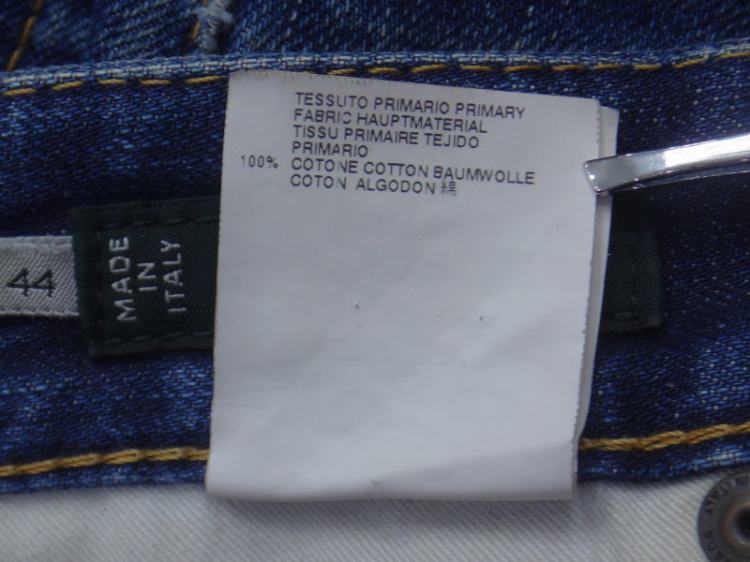 TESSUTO PRIMARIO PRIMARY
FABRIC HAUPTMATERIAL
TISSU PRIMAIRE TEJIDO
PRIMARIO
100% COTONE COTTON BAUMWOLLE
COTON ALGODON 綿
44
MADE
IN
ITALY